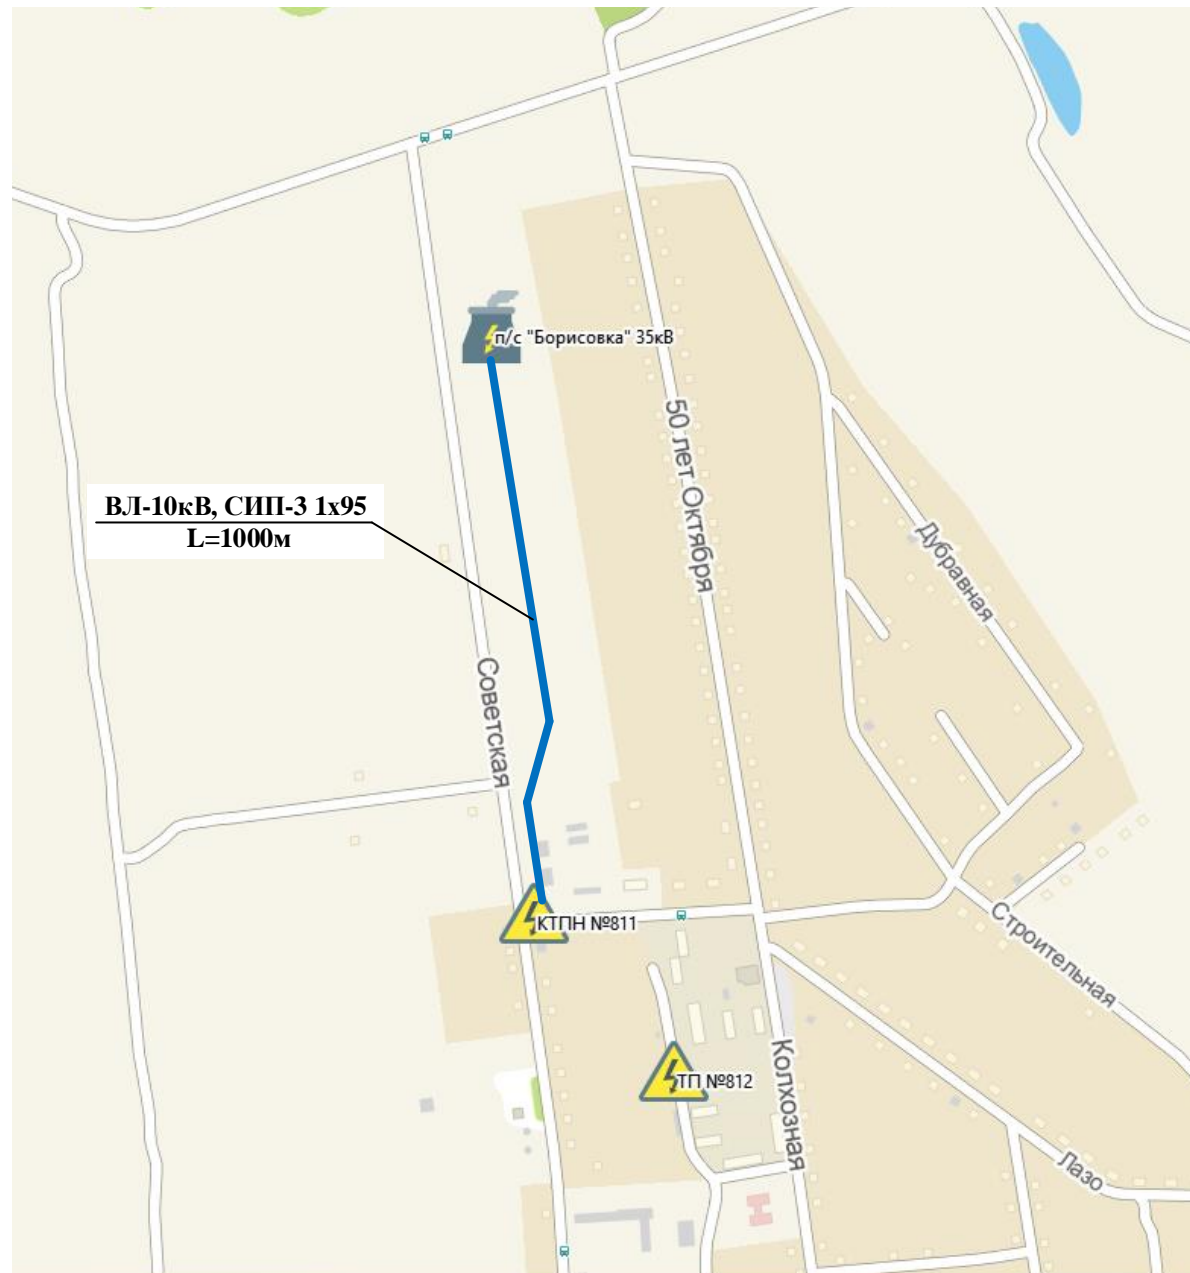 п/с "Борисовка" 35кВ
50 лет Октября
ВЛ-10кВ, СИП-3 1х95
L=1000м
Дубравная
Советская
КТПН №811
Строительная
ТП №812
Колхозная
Лазо